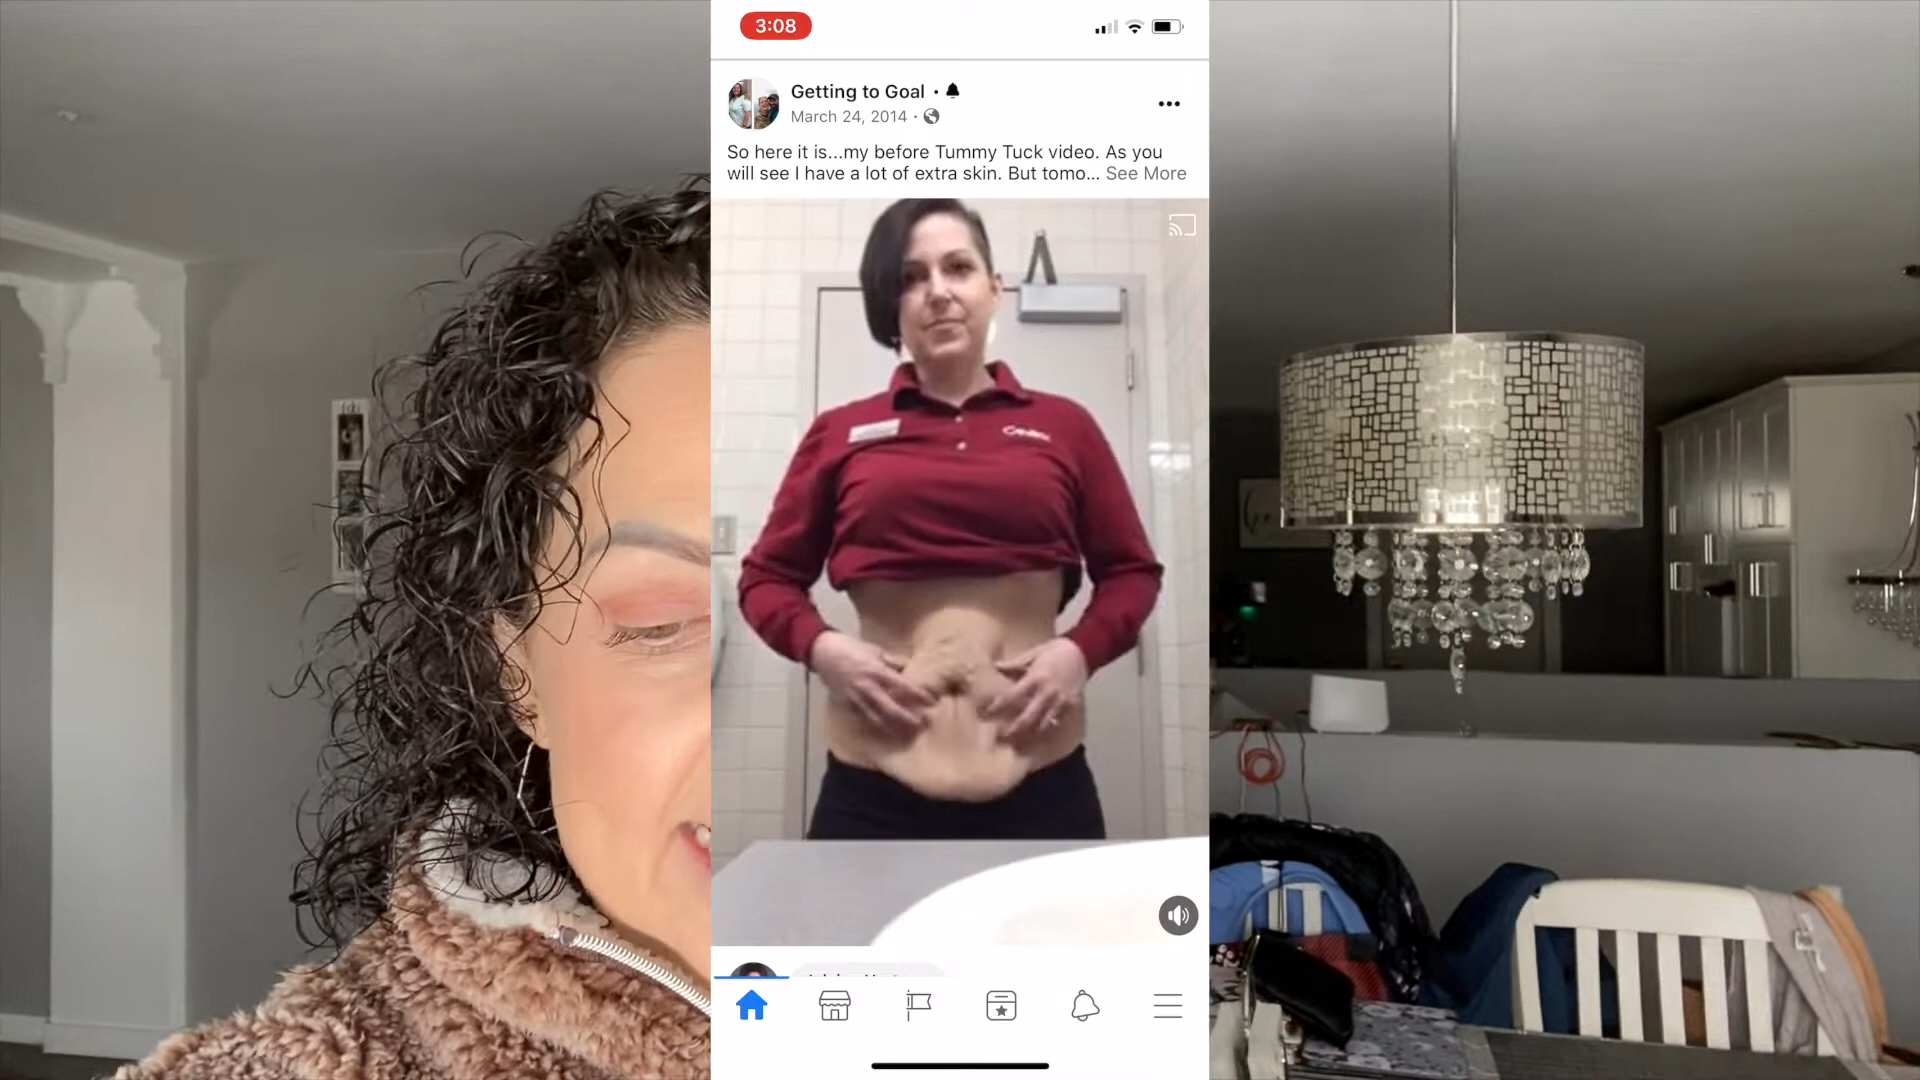 3:08
Getting to Goal •
March 24, 2014 •
So here it is...my before Tummy Tuck video. As you
will see I have a lot of extra skin. But tomo... See More